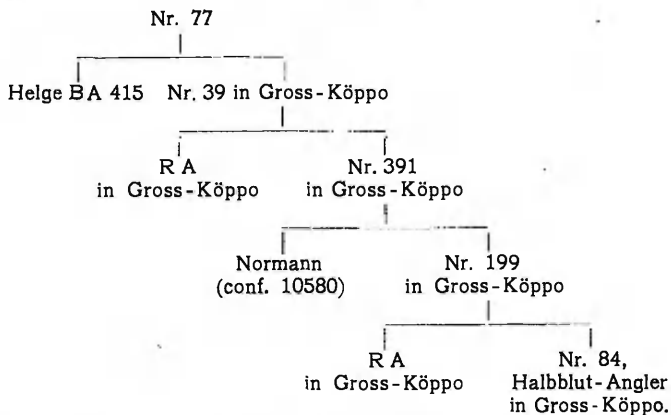 Nr. 77
Helge BA 415 Nr. 39 in Gross-Köppo
R A Nr. 391
in Gross-Köppo in Gross-Köppo
Normann Nr. 199
(conf. 10580) in Gross-Köppo
R A Nr. 84,
in Gross-Köppo Halbblut-Angler
in Gross-Köppo.